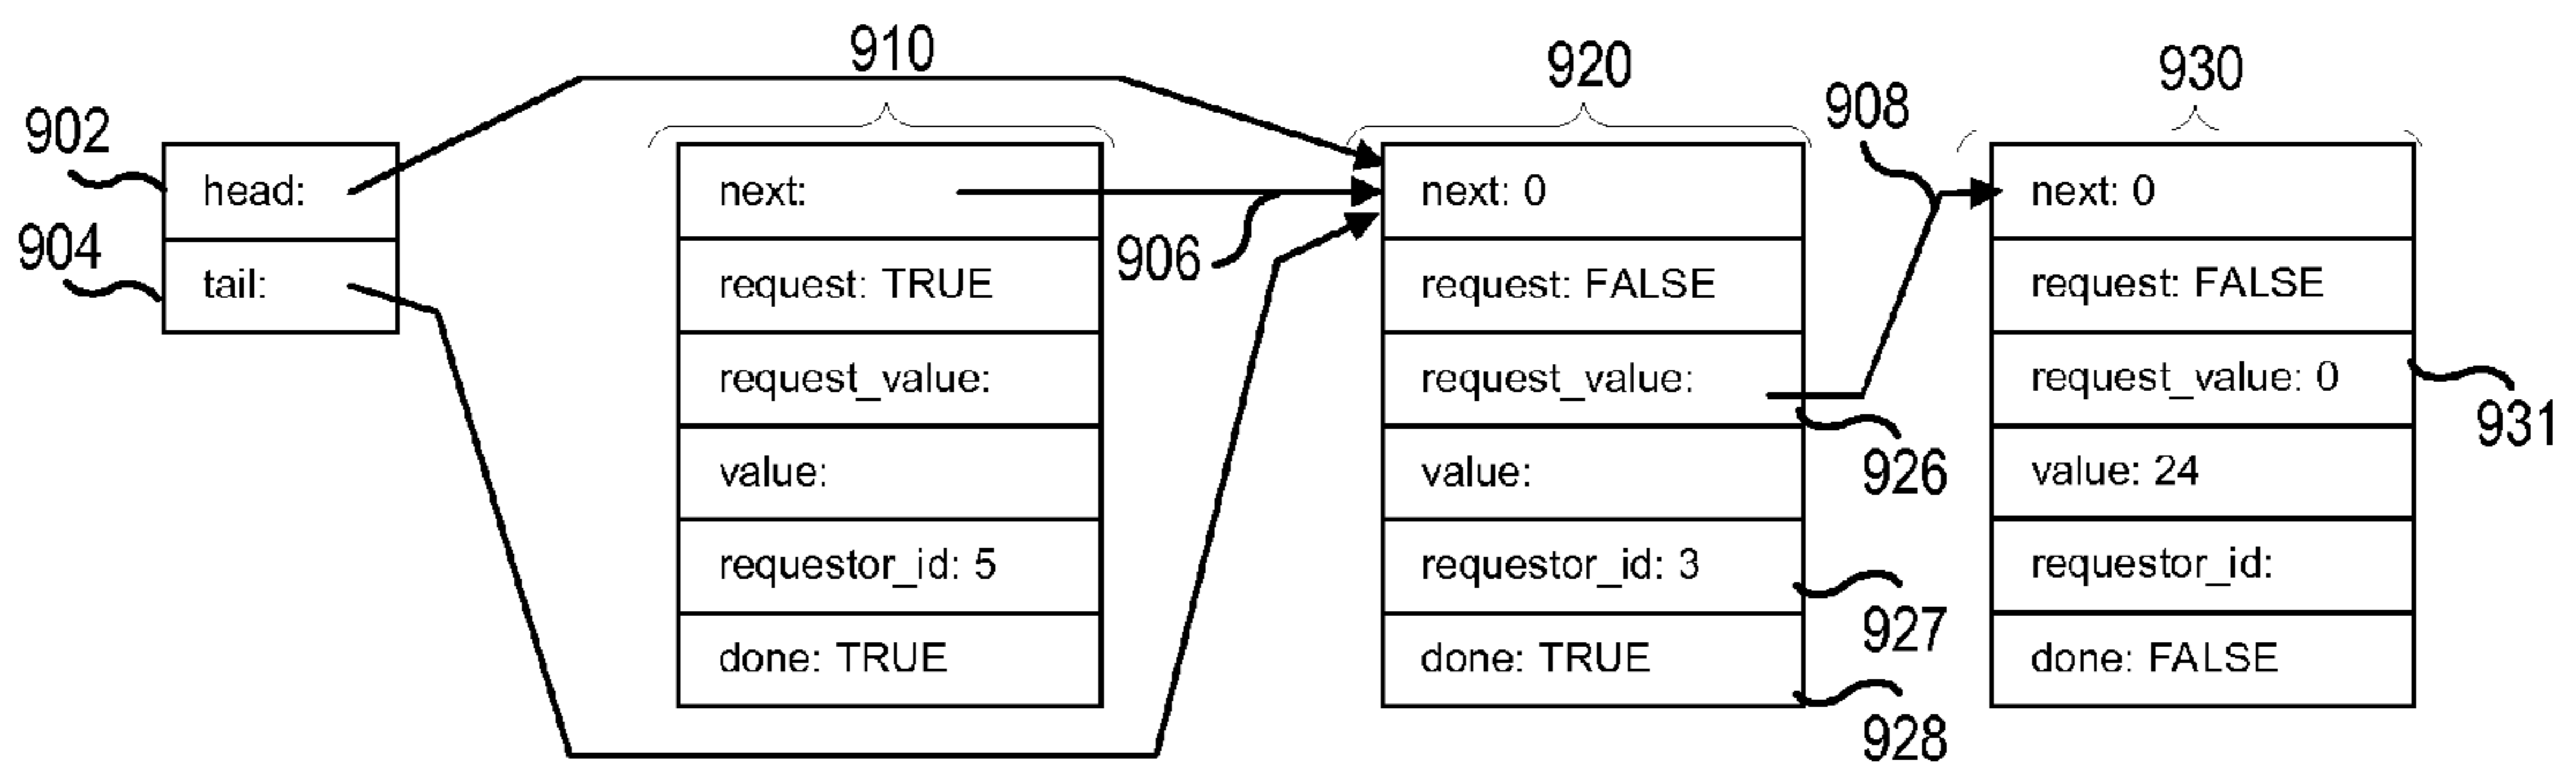 910
920
930
908
902
904
906
head:
tail:
next:
request: TRUE
request_value:
value:
requestor_id: 5
done: TRUE
next: 0
request: FALSE
request_value:
value:
requestor_id: 3
done: TRUE
926
927
928
next: 0
request: FALSE
request_value: 0
value: 24
requestor_id:
done: FALSE
931